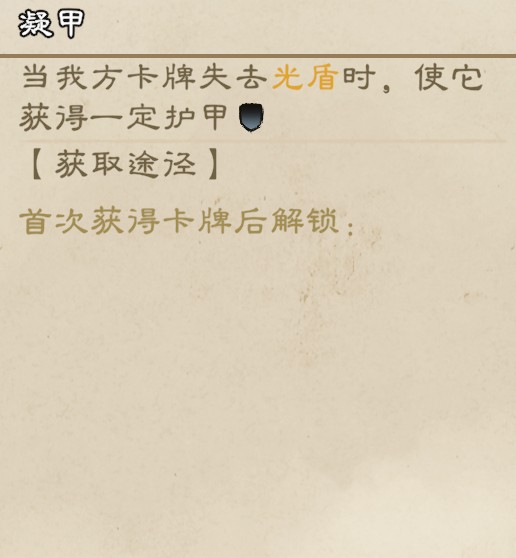 凝甲
当我方卡牌失去光盾时，使它
获得一定护甲
【获取途径】
首次获得卡牌后解锁：